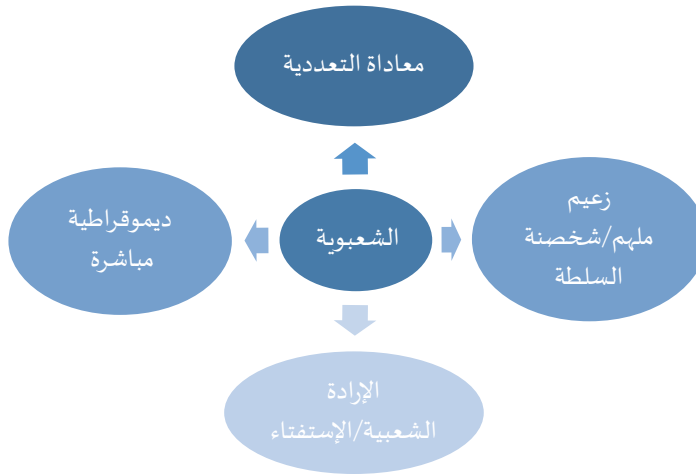 معاداة التعددية
زعيم
ملهم/شخصنة
السلطة
الشعبوية
ديموقراطية
مباشرة
الإرادة
الشعبية/الإستفتاء